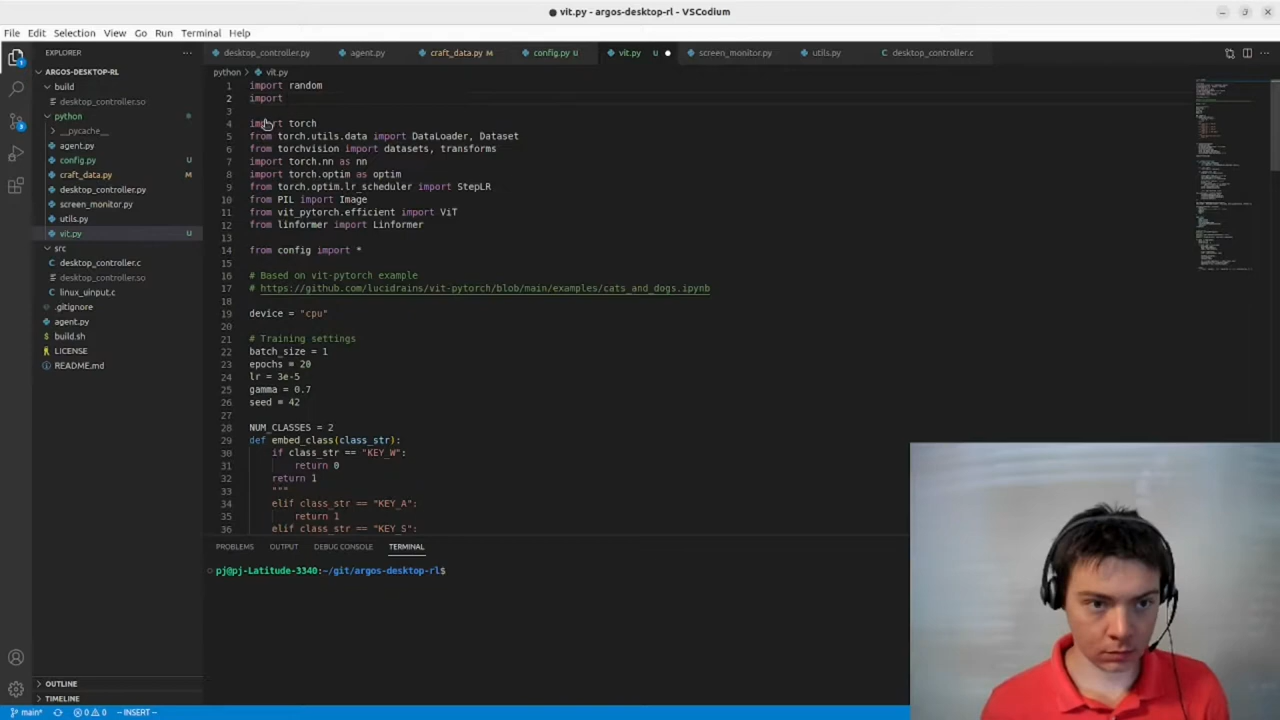 vit.py - argos-desktop-rl - VSCodium
File Edit Selection View Go Run Terminal Help
EXPLORER
desktop_controller.py
agent.py
craft_data.py M
config.py U
vit.py U
screen_monitor.py
utils.py
desktop_controller.c
ARGOS-DESKTOP-RL
build
desktop_controller.so
python
__pycache__
agent.py
config.py U
craft_data.py M
desktop_controller.py
screen_monitor.py
utils.py
vit.py U
src
desktop_controller.c
desktop_controller.so
linux_uinput.c
.gitignore
agent.py
build.sh
LICENSE
README.md
OUTLINE
TIMELINE
python > vit.py
1 import random
2 import
3
4 import torch
5 from torch.utils.data import DataLoader, Dataset
6 from torchvision import datasets, transforms
7 import torch.nn as nn
8 import torch.optim as optim
9 from torch.optim.lr_scheduler import StepLR
10 from PIL import Image
11 from vit_pytorch.efficient import ViT
12 from linformer import Linformer
13
14 from config import *
15
16 # Based on vit-pytorch example
17 # https://github.com/lucidrains/vit-pytorch/blob/main/examples/cats_and_dogs.ipynb
18
19 device = "cpu"
20
21 # Training settings
22 batch_size = 1
23 epochs = 20
24 lr = 3e-5
25 gamma = 0.7
26 seed = 42
27
28 NUM_CLASSES = 2
29 def embed_class(class_str):
30 if class_str == "KEY_W":
31 return 0
32 return 1
33 """
34 elif class_str == "KEY_A":
35 return 1
36 elif class_str == "KEY_S":
PROBLEMS OUTPUT DEBUG CONSOLE TERMINAL
pj@pj-Latitude-3340:~/git/argos-desktop-rl$
main* 0 0 -- INSERT --